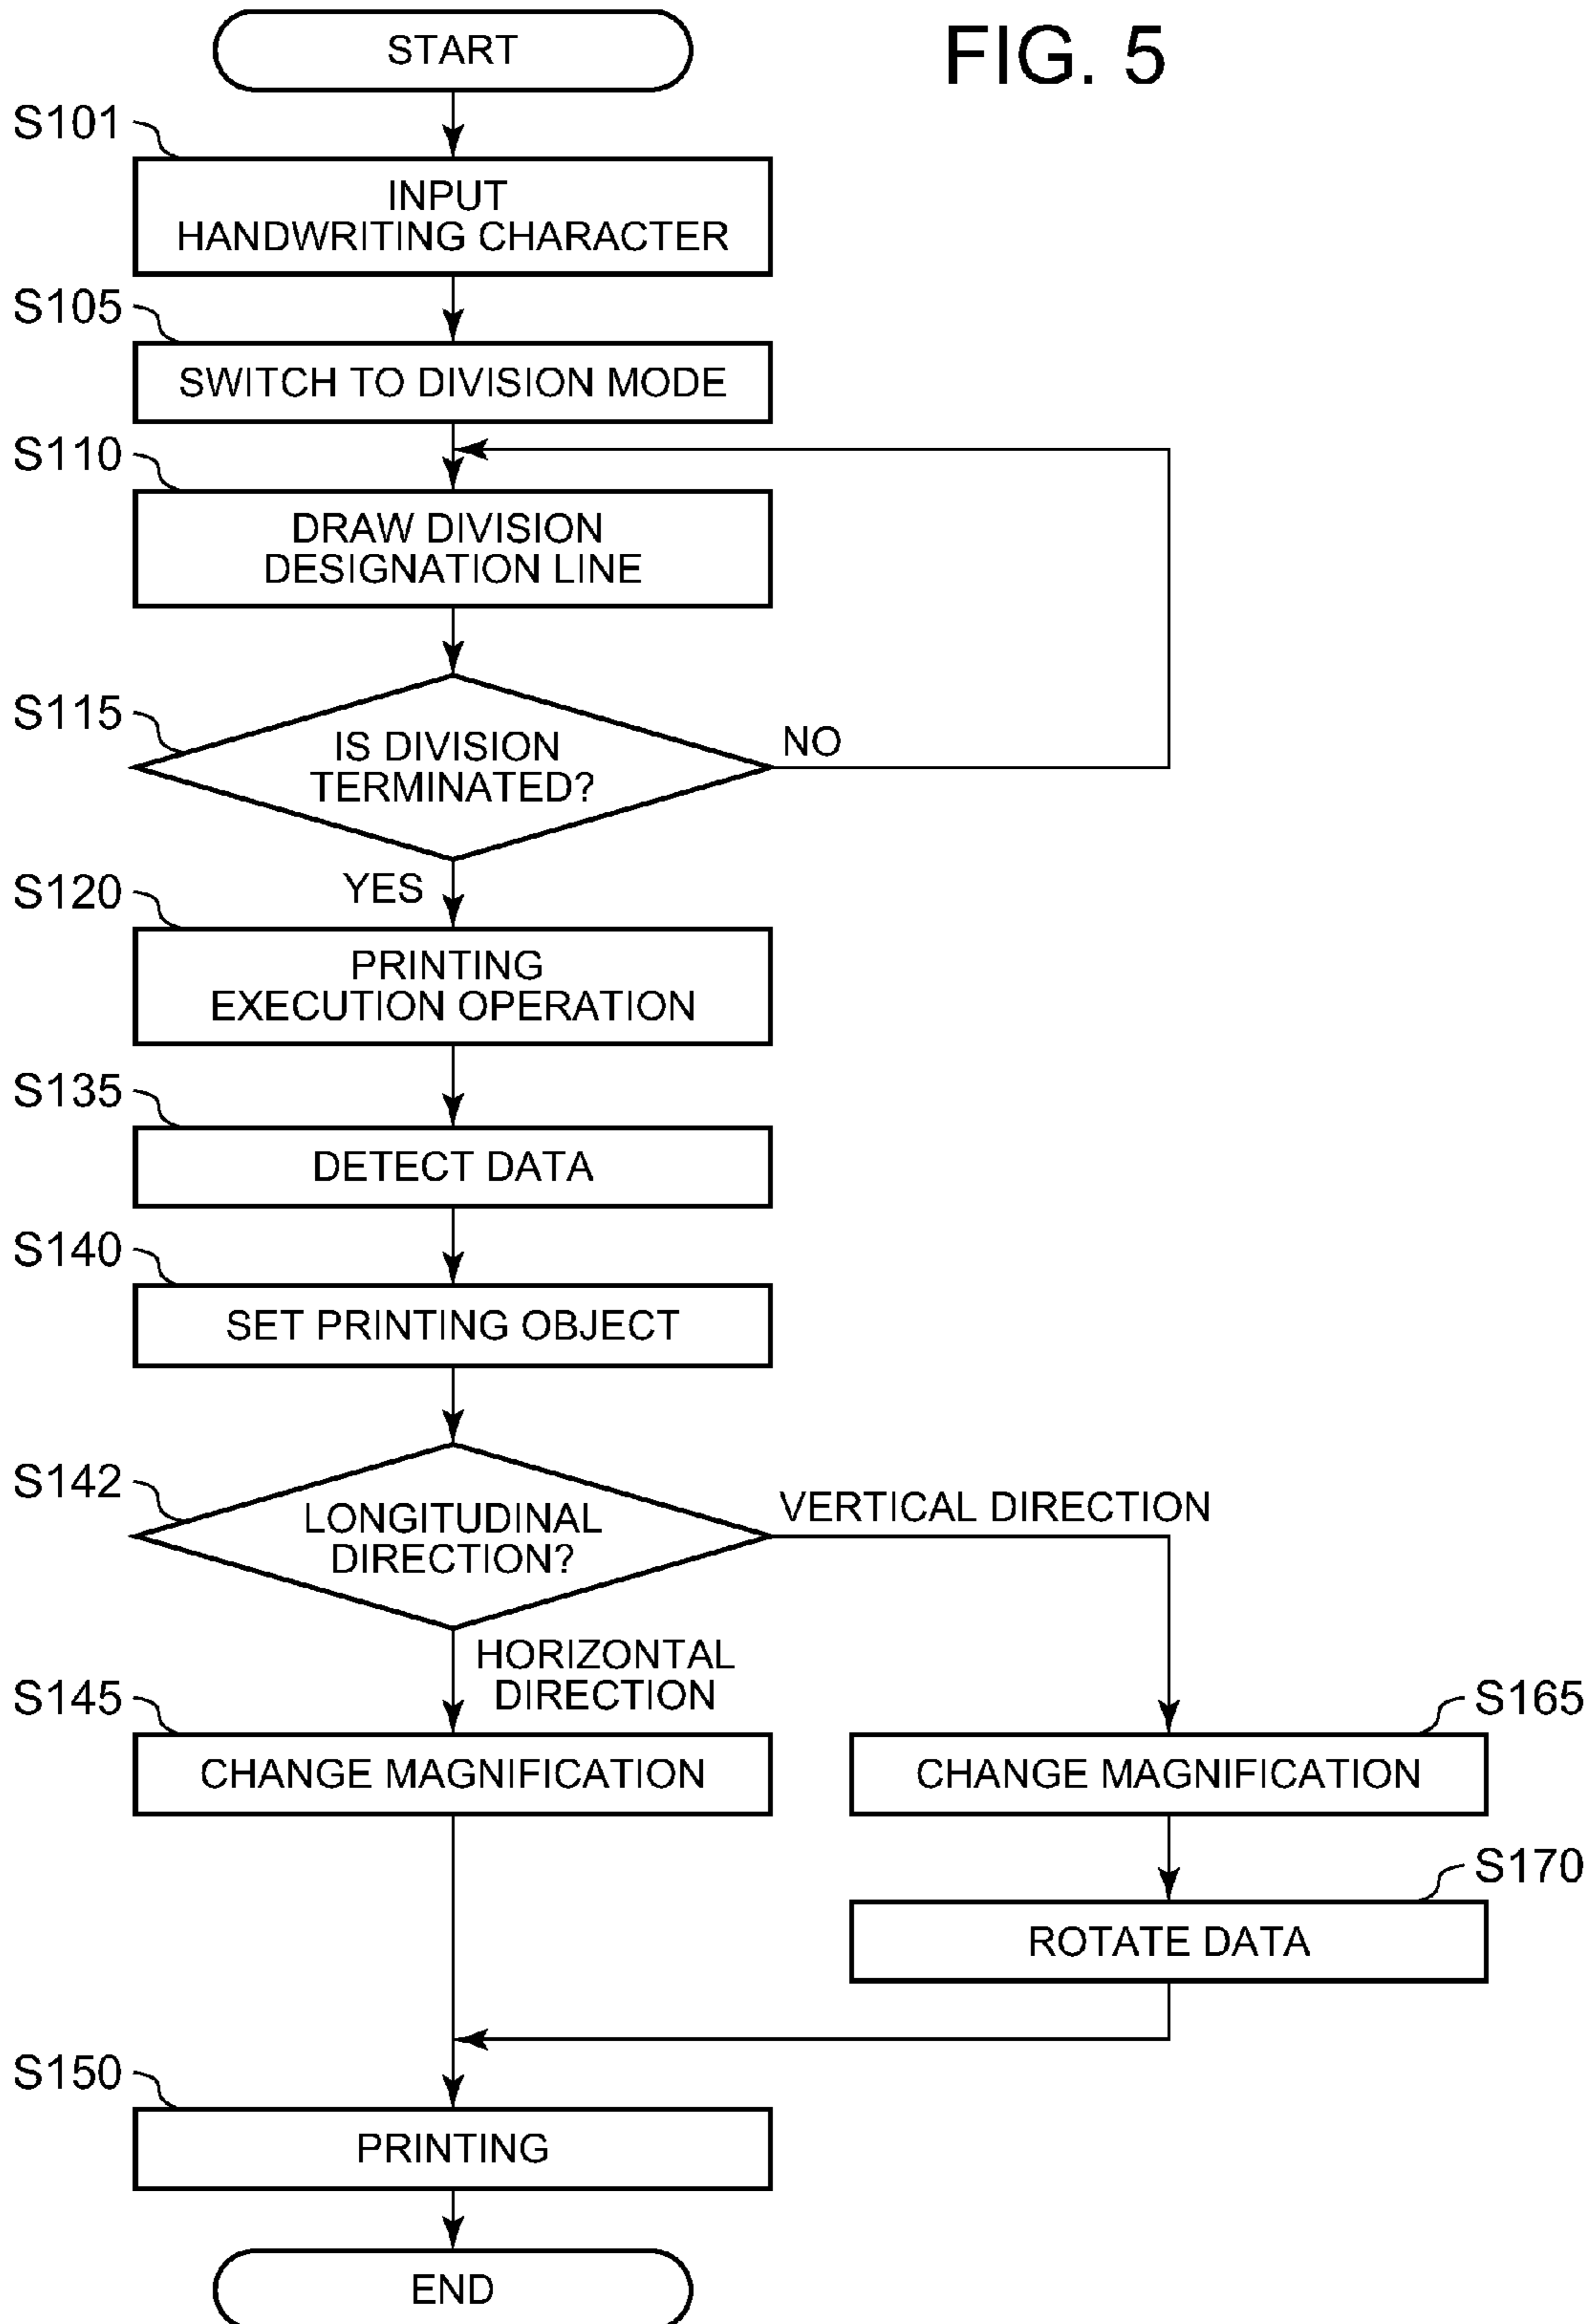 FIG. 5
START
S101
INPUT
HANDWRITING CHARACTER
S105
SWITCH TO DIVISION MODE
S110
DRAW DIVISION
DESIGNATION LINE
S115
IS DIVISION
TERMINATED?
NO
YES
S120
PRINTING
EXECUTION OPERATION
S135
DETECT DATA
S140
SET PRINTING OBJECT
S142
LONGITUDINAL
DIRECTION?
VERTICAL DIRECTION
HORIZONTAL
DIRECTION
S145
CHANGE MAGNIFICATION
S165
CHANGE MAGNIFICATION
S170
ROTATE DATA
S150
PRINTING
END